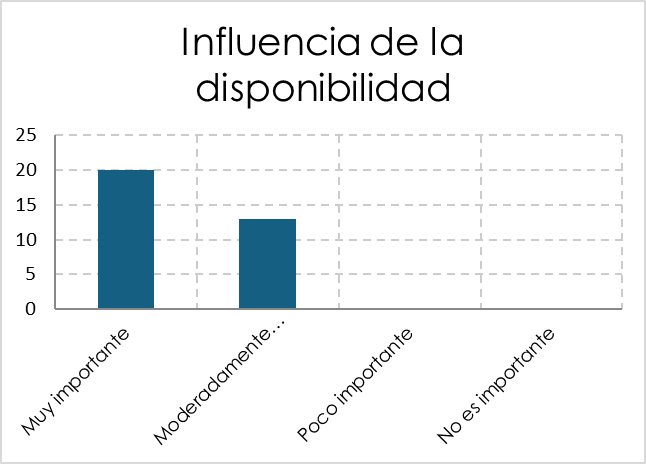 Influencia de la
disponibilidad
25
20
15
10
5
0
Muy importante
Moderadamente...
Poco importante
No es importante